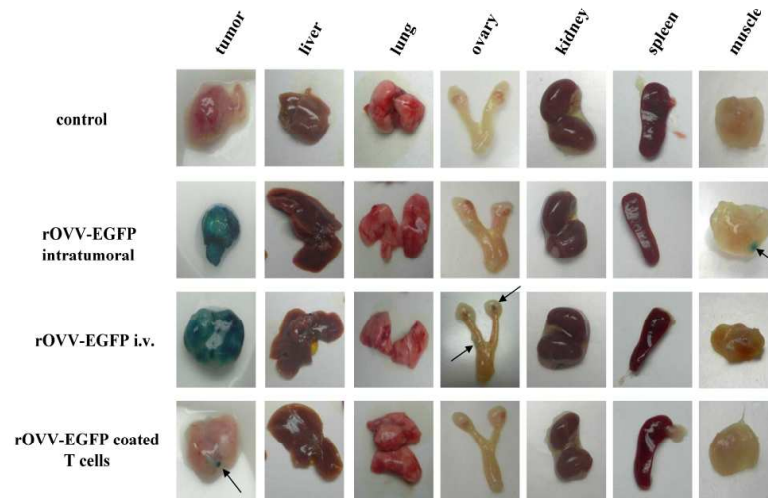 tumor
liver
lung
ovary
kidney
spleen
muscle
control
rOVV-EGFP
intratumoral
rOVV-EGFP i.v.
rOVV-EGFP coated
T cells